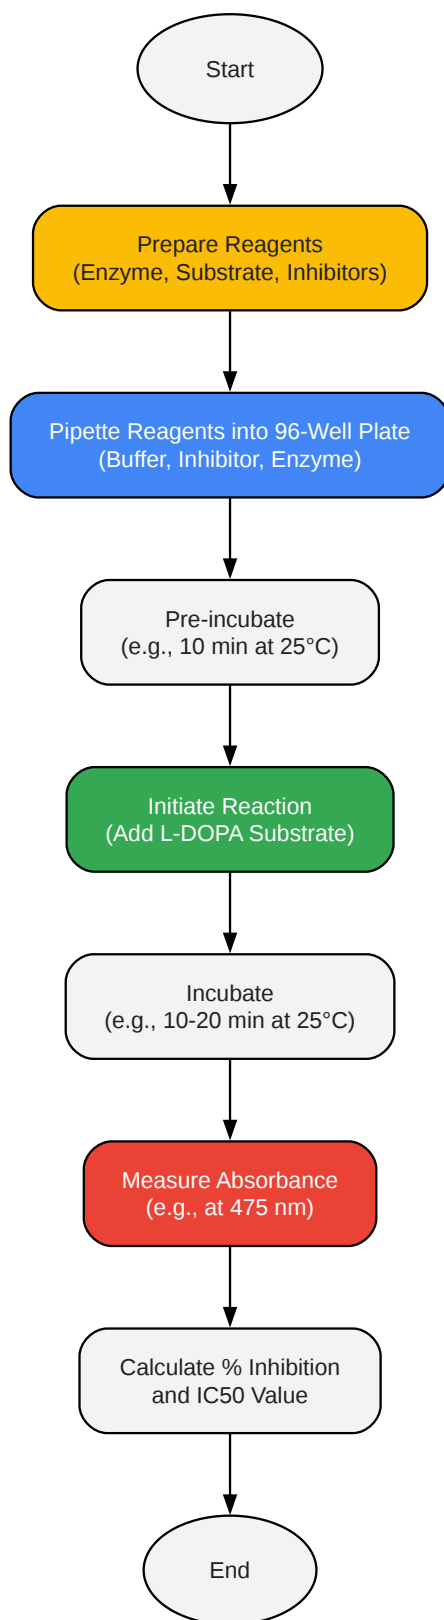 Start
Prepare Reagents
(Enzyme, Substrate, Inhibitors)
Pipette Reagents into 96-Well Plate
(Buffer, Inhibitor, Enzyme)
Pre-incubate
(e.g., 10 min at 25°C)
Initiate Reaction
(Add L-DOPA Substrate)
Incubate
(e.g., 10-20 min at 25°C)
Measure Absorbance
(e.g., at 475 nm)
Calculate % Inhibition
and IC50 Value
End